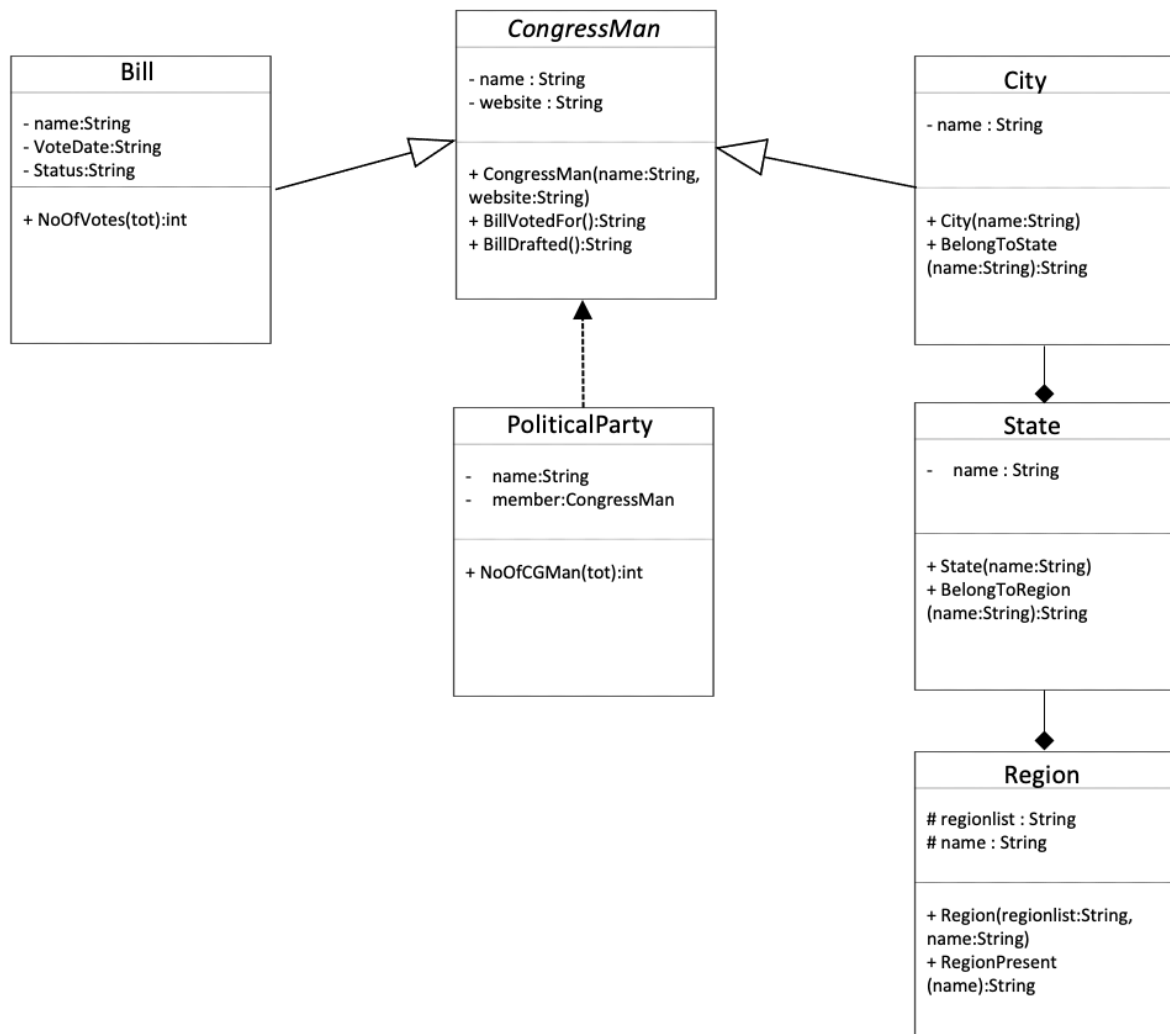 CongressMan
- name : String
- website : String
+ CongressMan(name:String,
website:String)
+ BillVotedFor():String
+ BillDrafted():String
Bill
- name:String
- VoteDate:String
- Status:String
+ NoOfVotes(tot):int
City
- name : String
+ City(name:String)
+ BelongToState
(name:String):String
PoliticalParty
- name:String
- member:CongressMan
+ NoOfCGMan(tot):int
State
- name : String
+ State(name:String)
+ BelongToRegion
(name:String):String
Region
# regionlist : String
# name : String
+ Region(regionlist:String,
name:String)
+ RegionPresent
(name):String